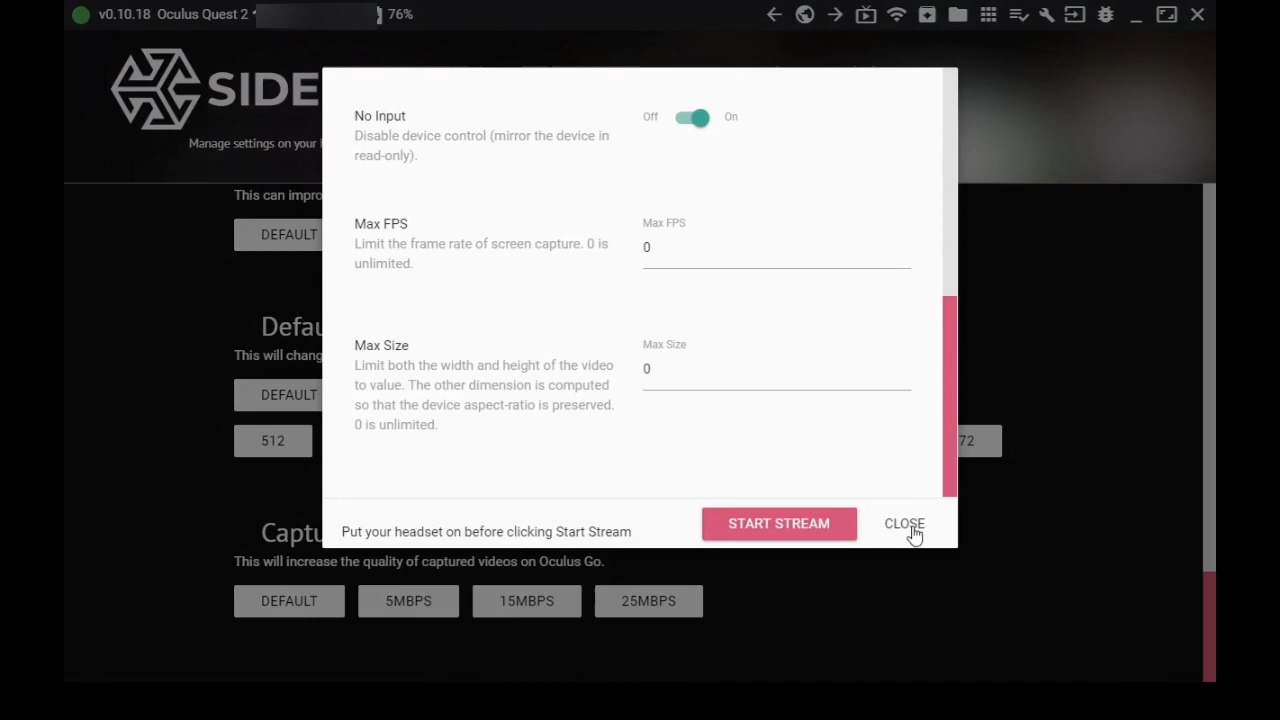 v0.10.18 Oculus Quest 2
76%
SIDE
Manage settings on your
This can impro
DEFAULT
No Input
Disable device control (mirror the device in
read-only).
Off
On
Max FPS
Limit the frame rate of screen capture. 0 is
unlimited.
Max FPS
0
Max Size
Limit both the width and height of the video
to value. The other dimension is computed
so that the device aspect-ratio is preserved.
0 is unlimited.
Max Size
0
Put your headset on before clicking Start Stream
START STREAM
CLOSE
Defau
This will chang
DEFAULT
512
72
Captu
This will increase the quality of captured videos on Oculus Go.
DEFAULT
5MBPS
15MBPS
25MBPS